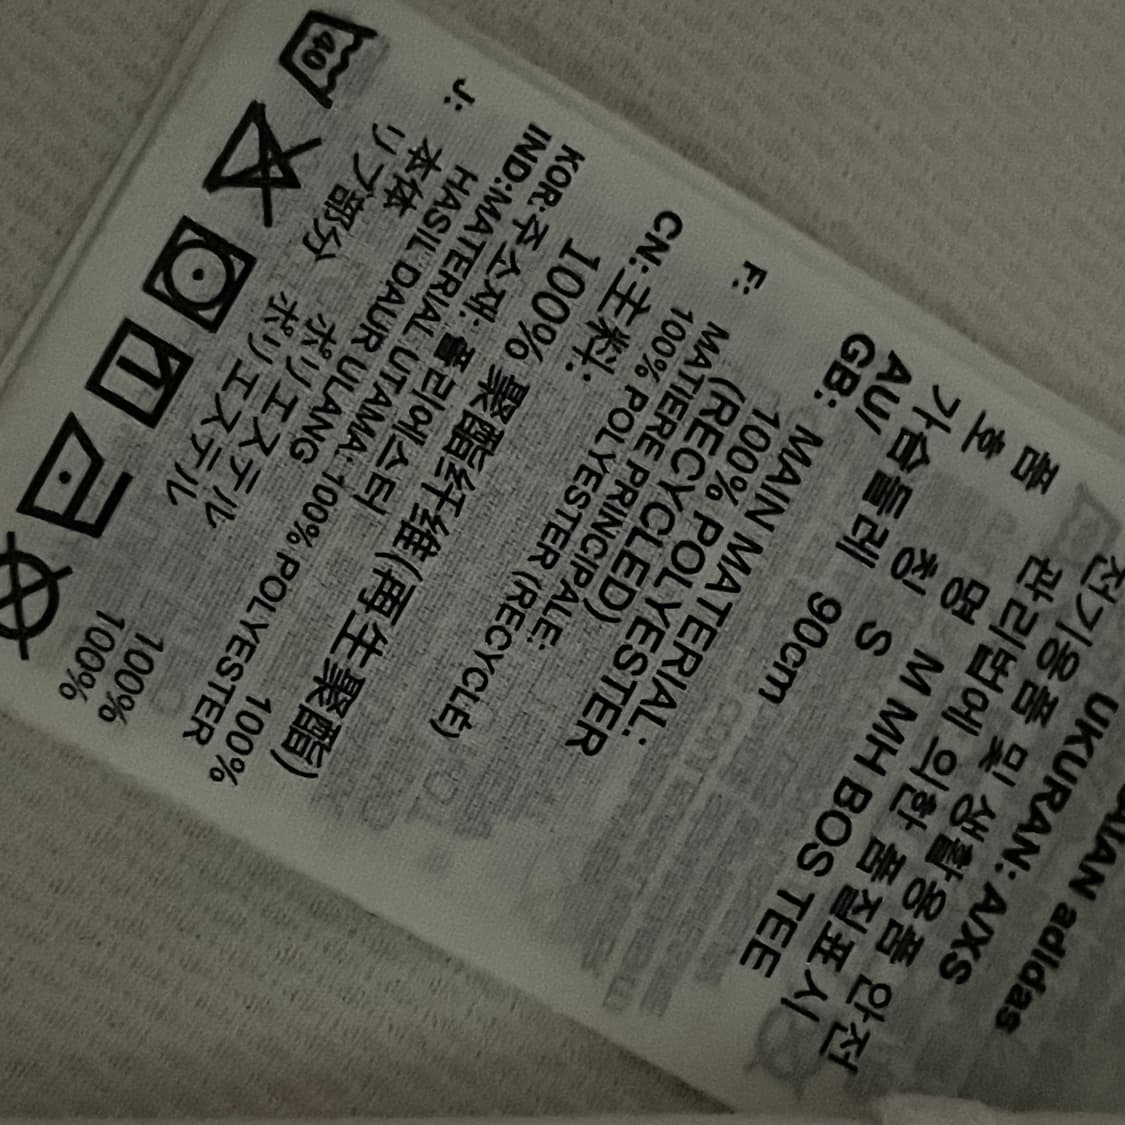 AIAN adidas
UKURAN: A/XS
전기용품 및 생활용품 안전
관리법에 의한 품질표시
품 명 M MH BOS TEE
호 칭 S
가슴둘레 90cm
AU/
GB: MAIN MATERIAL:
100% POLYESTER
(RECYCLED)
F: MATIERE PRINCIPALE:
100% POLYESTER (RECYCLÉ)
CN: 主料:
100% 聚酯纤维(再生聚酯)
KOR:주소재:폴리에스터 100%
IND:MATERIAL UTAMA:100% POLYESTER
HASIL DAUR ULANG
J: 本体 ポリエステル 100%
リブ部分 ポリエステル 100%
40